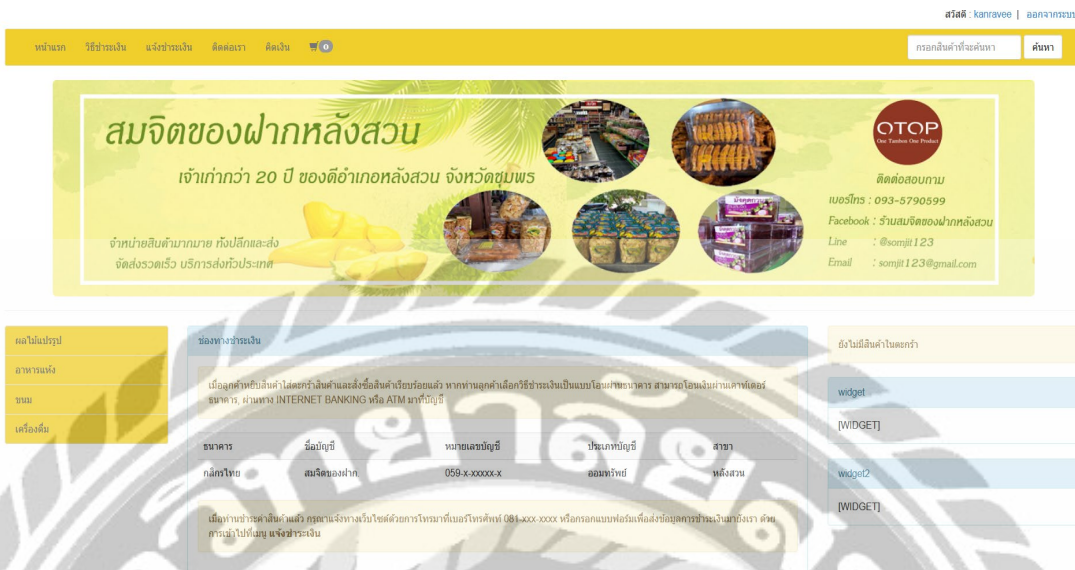 สวัสดี : kanravee | ออกจากระบบ
หน้าแรก วิธีชำระเงิน แจ้งชำระเงิน ติดต่อเรา คิดเงิน 0 กรอกสินค้าที่จะค้นหา ค้นหา
สมจิตของฝากหลังสวน
เจ้าเก่ากว่า 20 ปี ของดีอำเภอหลังสวน จังหวัดชุมพร
จำหน่ายสินค้ามากมาย ทั้งปลีกและส่ง
จัดส่งรวดเร็ว บริการส่งทั่วประเทศ
OTOP
One Tambon One Product
ติดต่อสอบถาม
เบอร์โทร : 093-5790599
Facebook : ร้านสมจิตของฝากหลังสวน
Line : @somjit123
Email : somjit123@gmail.com
ผลไม้แปรรูป
อาหารแห้ง
ขนม
เครื่องดื่ม
ช่องทางชำระเงิน
เมื่อลูกค้าหยิบสินค้าใส่ตะกร้าสินค้าและสั่งซื้อสินค้าเรียบร้อยแล้ว หากท่านลูกค้าเลือกวิธีชำระเงินเป็นแบบโอนผ่านธนาคาร สามารถโอนเงินผ่านเคาท์เตอร์
ธนาคาร, ผ่านทาง INTERNET BANKING หรือ ATM มาที่บัญชี
ธนาคาร ชื่อบัญชี หมายเลขบัญชี ประเภทบัญชี สาขา
กสิกรไทย สมจิตของฝาก 059-x-xxxxx-x ออมทรัพย์ หลังสวน
เมื่อท่านชำระค่าสินค้าแล้ว กรุณาแจ้งทางเว็บไซต์ด้วยการโทรมาที่เบอร์โทรศัพท์ 081-xxx-xxxx หรือกรอกแบบฟอร์มเพื่อส่งข้อมูลการชำระเงินมายังเรา ด้วย
การเข้าไปที่เมนู แจ้งชำระเงิน
ยังไม่มีสินค้าในตะกร้า
widget
[WIDGET]
widget2
[WIDGET]